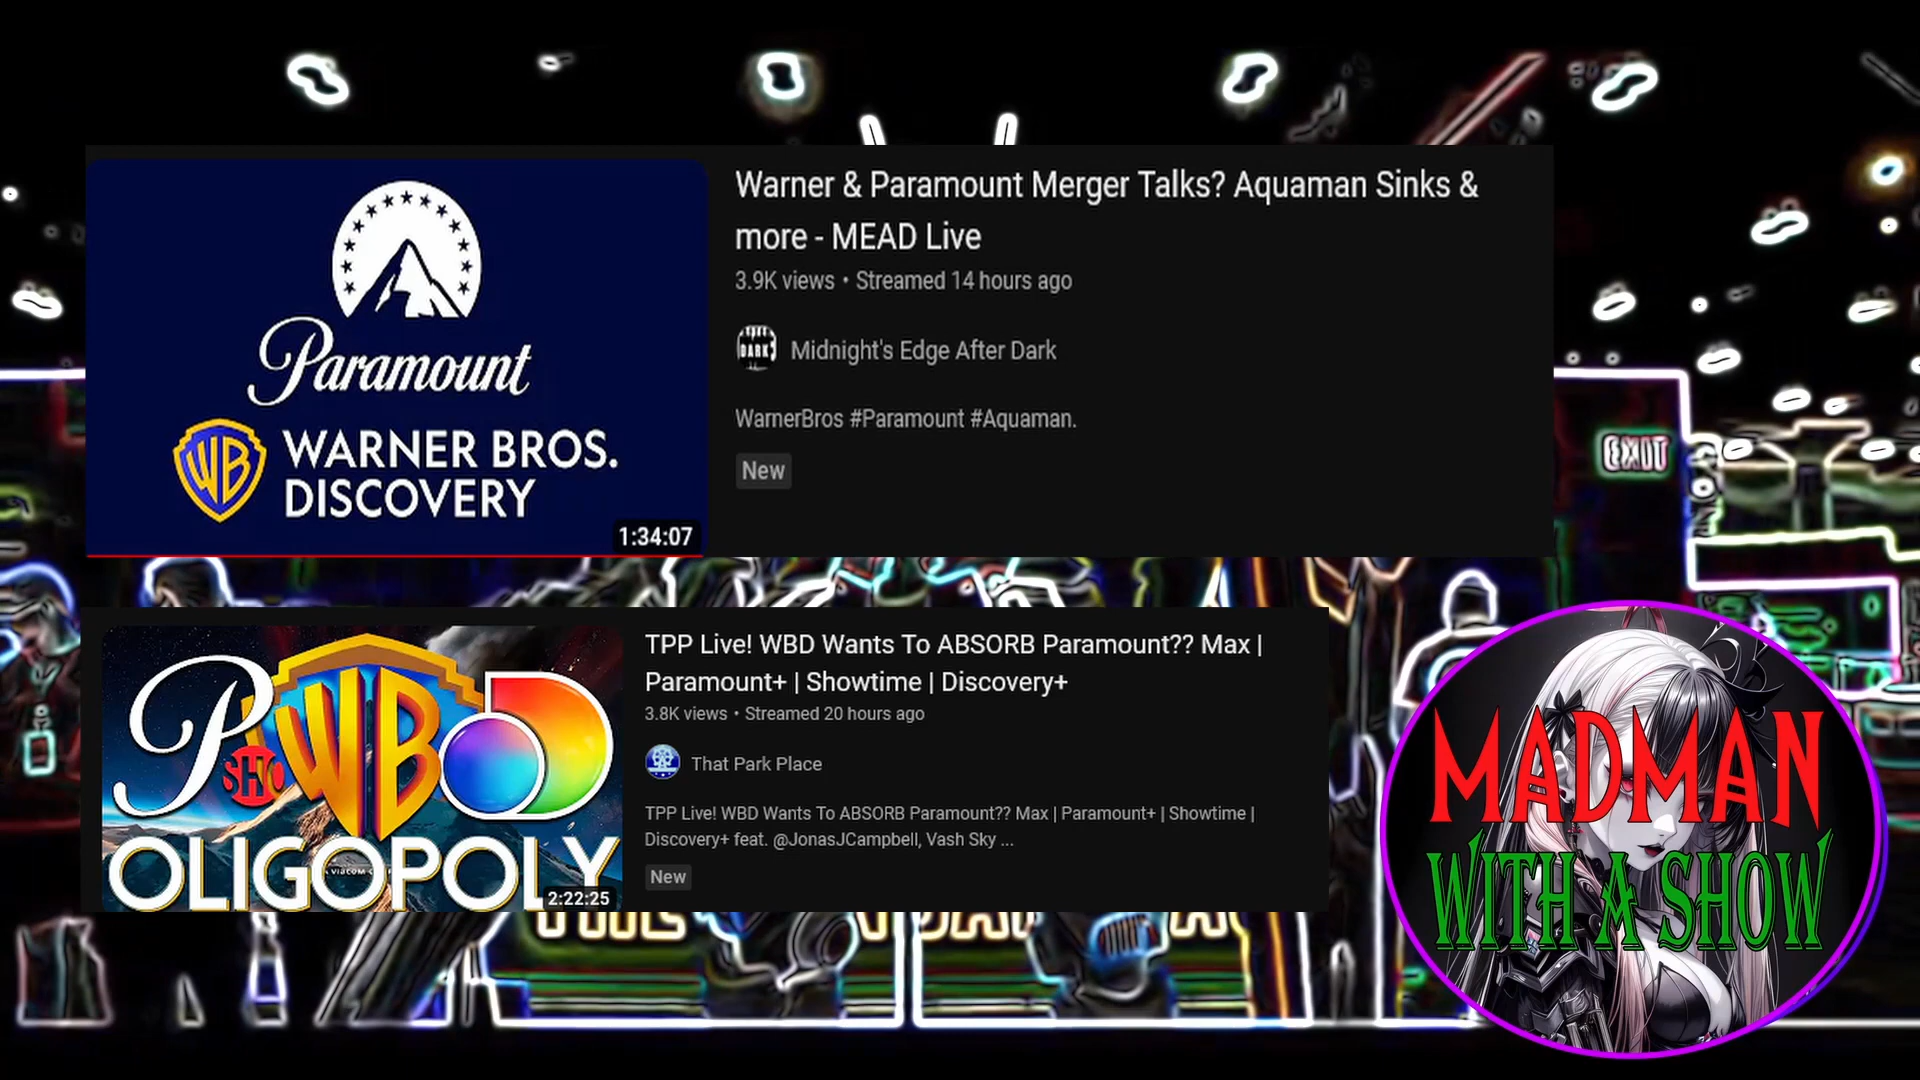 Warner & Paramount Merger Talks? Aquaman Sinks &
more - MEAD Live
3.9K views • Streamed 14 hours ago
DARK
Midnight's Edge After Dark
WarnerBros #Paramount #Aquaman.
New
Paramount
WB WARNER BROS.
DISCOVERY
1:34:07
EXIT
TPP Live! WBD Wants To ABSORB Paramount?? Max |
Paramount+ | Showtime | Discovery+
3.8K views • Streamed 20 hours ago
That Park Place
TPP Live! WBD Wants To ABSORB Paramount?? Max | Paramount+ | Showtime |
Discovery+ feat. @JonasJCampbell, Vash Sky ...
New
P SHO WB D
OLIGOPOLY
2:22:25
MADMAN
WITH A SHOW